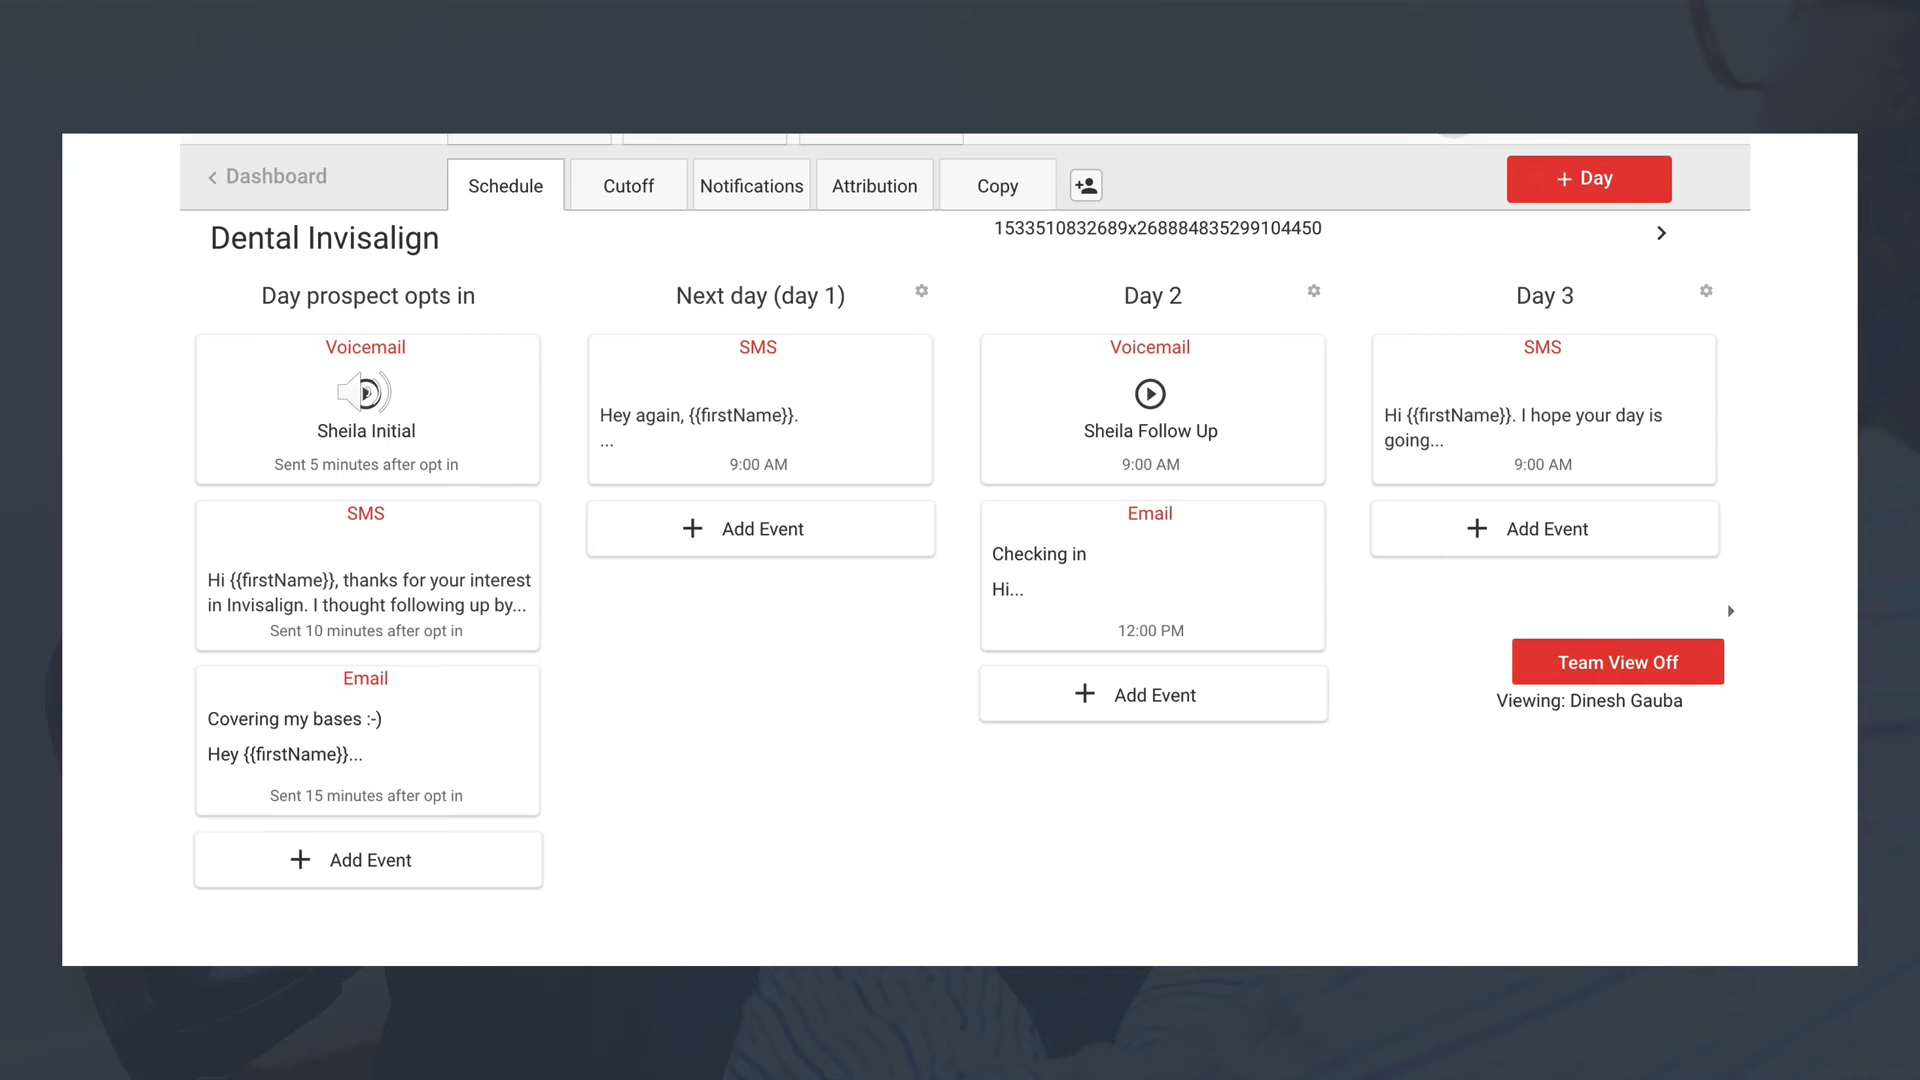 Dashboard
Schedule
Cutoff
Notifications
Attribution
Copy
+ Day
Dental Invisalign
1533510832689x268884835299104450
Day prospect opts in
Voicemail
Sheila Initial
Sent 5 minutes after opt in
SMS
Hi {{firstName}}, thanks for your interest
in Invisalign. I thought following up by...
Sent 10 minutes after opt in
Email
Covering my bases :-)
Hey {{firstName}}...
Sent 15 minutes after opt in
+ Add Event
Next day (day 1)
SMS
Hey again, {{firstName}}.
...
9:00 AM
+ Add Event
Day 2
Voicemail
Sheila Follow Up
9:00 AM
Email
Checking in
Hi...
12:00 PM
+ Add Event
Day 3
SMS
Hi {{firstName}}. I hope your day is
going...
9:00 AM
+ Add Event
Team View Off
Viewing: Dinesh Gauba